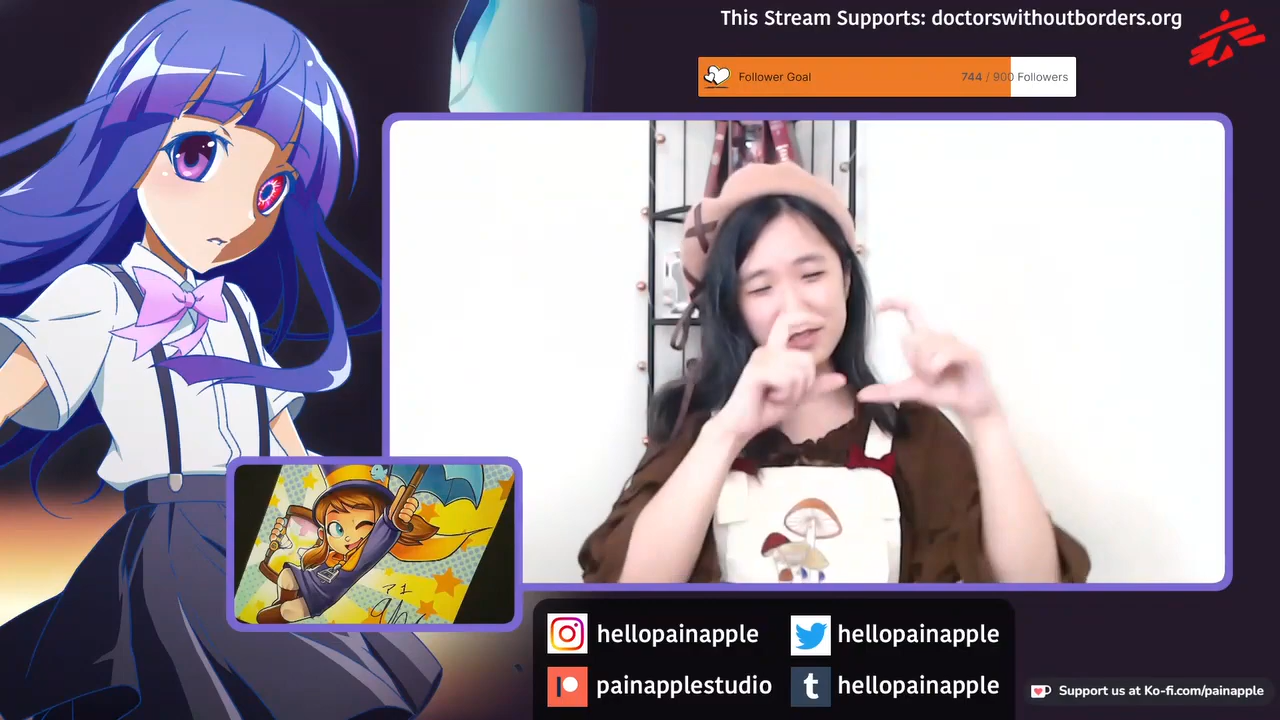 This Stream Supports: doctorswithoutborders.org
Follower Goal
744 / 900 Followers
hellopainapple
hellopainapple
painapplestudio
hellopainapple
Support us at Ko-fi.com/painapple